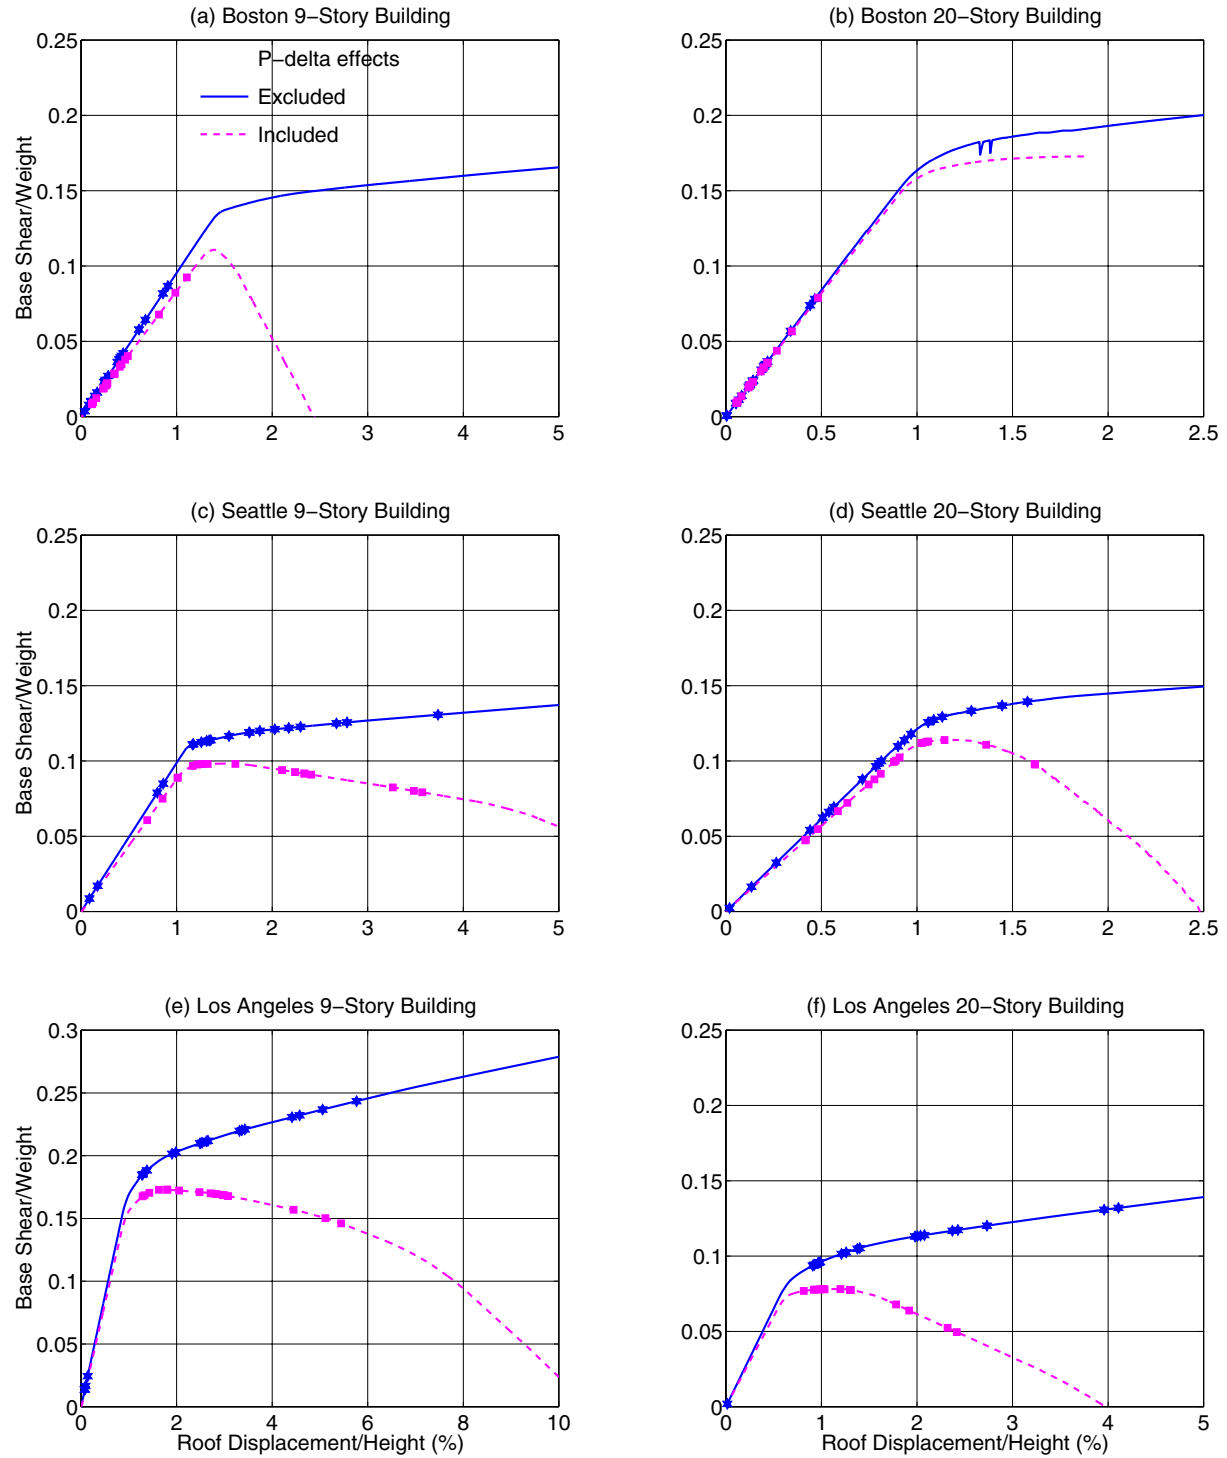 (a) Boston 9−Story Building
0.25
0.2
0.15
0.1
0.05
0
0 1 2 3 4 5
Base Shear/Weight
P−delta effects
Excluded
Included
(b) Boston 20−Story Building
0.25
0.2
0.15
0.1
0.05
0
0 0.5 1 1.5 2 2.5
(c) Seattle 9−Story Building
0.25
0.2
0.15
0.1
0.05
0
0 1 2 3 4 5
Base Shear/Weight
(d) Seattle 20−Story Building
0.25
0.2
0.15
0.1
0.05
0
0 0.5 1 1.5 2 2.5
(e) Los Angeles 9−Story Building
0.3
0.25
0.2
0.15
0.1
0.05
0
0 2 4 6 8 10
Base Shear/Weight
Roof Displacement/Height (%)
(f) Los Angeles 20−Story Building
0.25
0.2
0.15
0.1
0.05
0
0 1 2 3 4 5
Roof Displacement/Height (%)